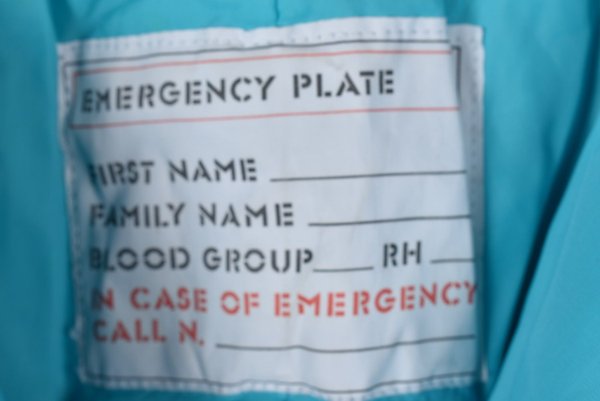 EMERGENCY PLATE
FIRST NAME
FAMILY NAME
BLOOD GROUP RH
IN CASE OF EMERGENCY
CALL N.